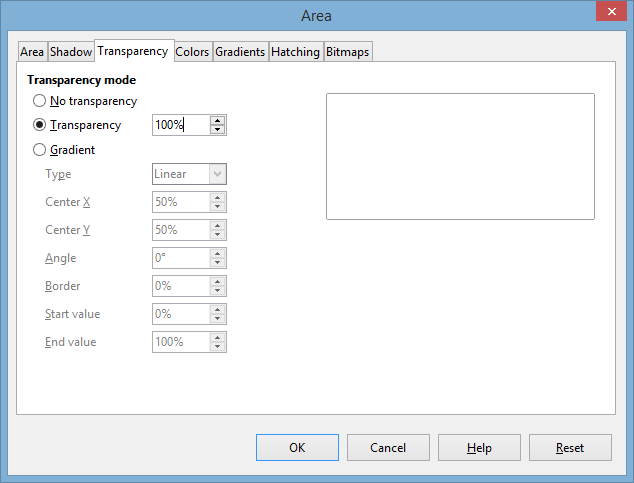 Area
Area Shadow Transparency Colors Gradients Hatching Bitmaps
Transparency mode
No transparency
Transparency 100%
Gradient
Type Linear
Center X 50%
Center Y 50%
Angle 0°
Border 0%
Start value 0%
End value 100%
OK Cancel Help Reset